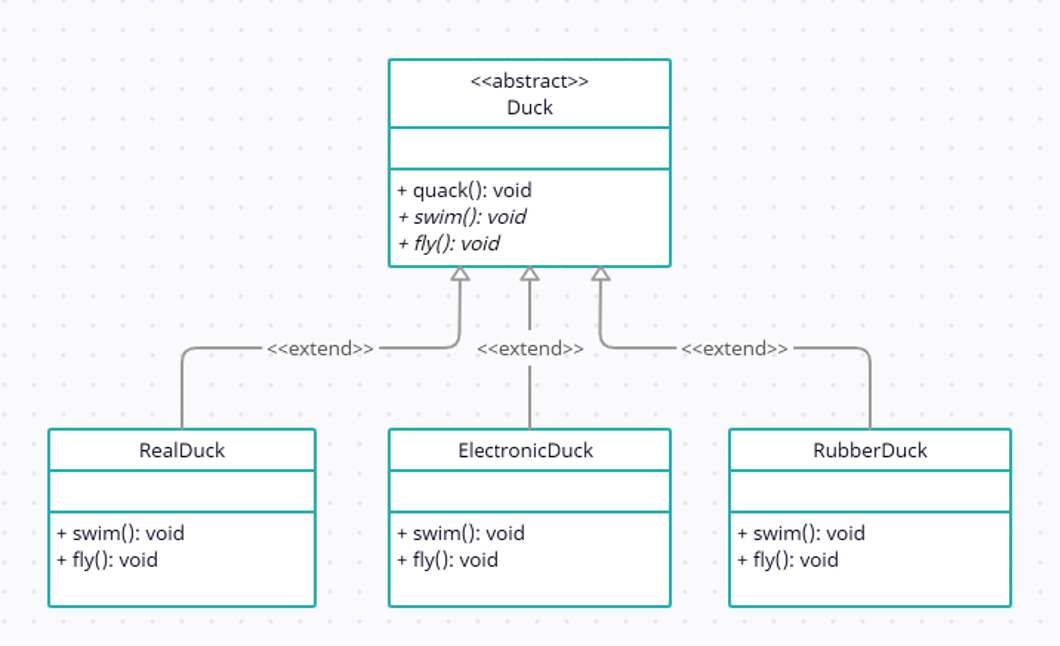 <<abstract>>
Duck
+ quack(): void
+ swim(): void
+ fly(): void
<<extend>>
<<extend>>
<<extend>>
RealDuck
+ swim(): void
+ fly(): void
ElectronicDuck
+ swim(): void
+ fly(): void
RubberDuck
+ swim(): void
+ fly(): void